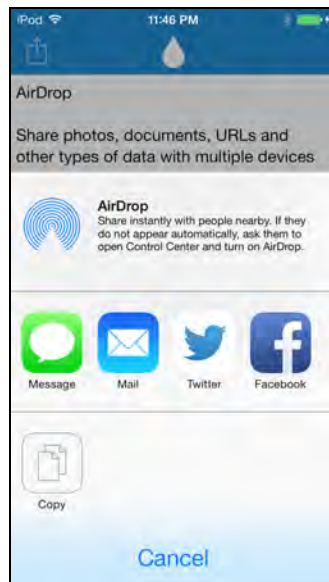 iPod 11:46 PM
AirDrop
Share photos, documents, URLs and
other types of data with multiple devices
AirDrop
Share instantly with people nearby. If they
do not appear automatically, ask them to
open Control Center and turn on AirDrop.
Message Mail Twitter Facebook
Copy
Cancel